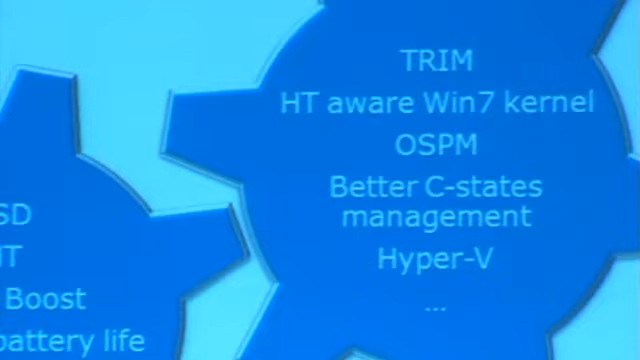 TRIM
HT aware Win7 kernel
OSPM
Better C-states
management
Hyper-V
...
SD
Boost
battery life